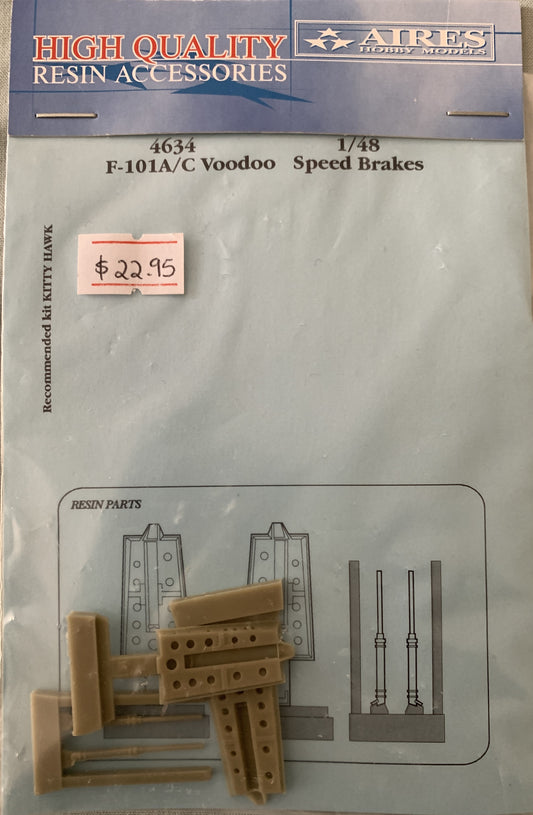 HIGH QUALITY
RESIN ACCESSORIES
AIRES
HOBBY MODELS
4634 1/48
F-101A/C Voodoo Speed Brakes
$22.95
Recommended kit KITTY HAWK
RESIN PARTS